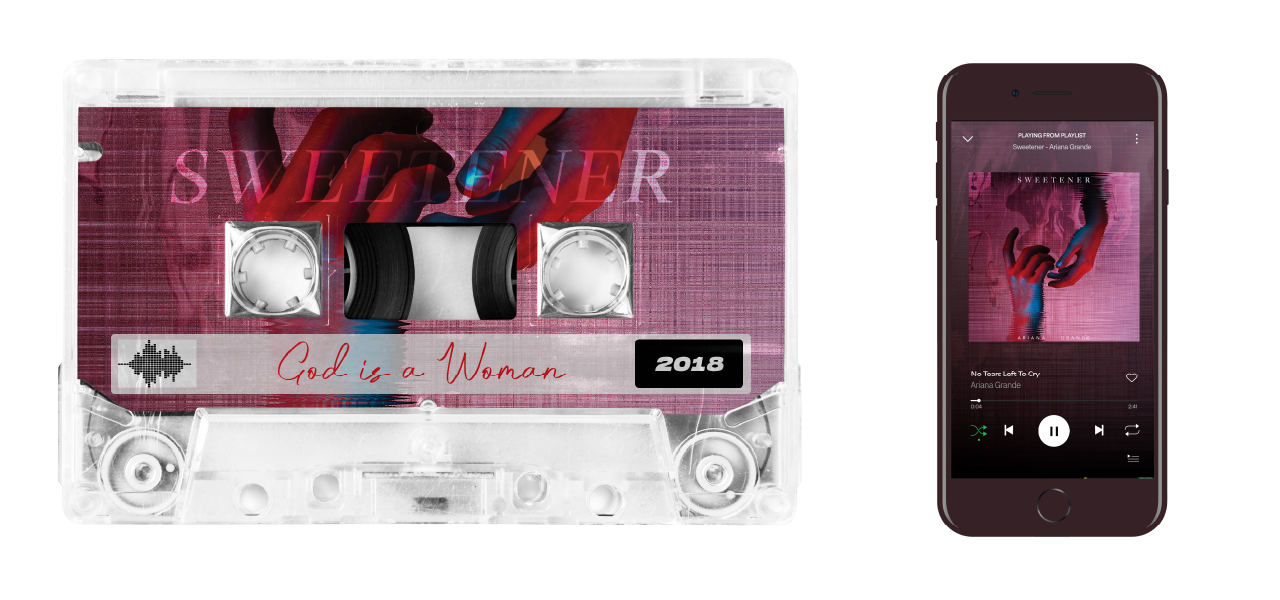 SWEETENER
God is a Woman
2018
PLAYING FROM PLAYLIST
Sweetener - Ariana Grande
SWEETENER
ARIANA GRANDE
No Tears Left To Cry
Ariana Grande
0:04
2:41